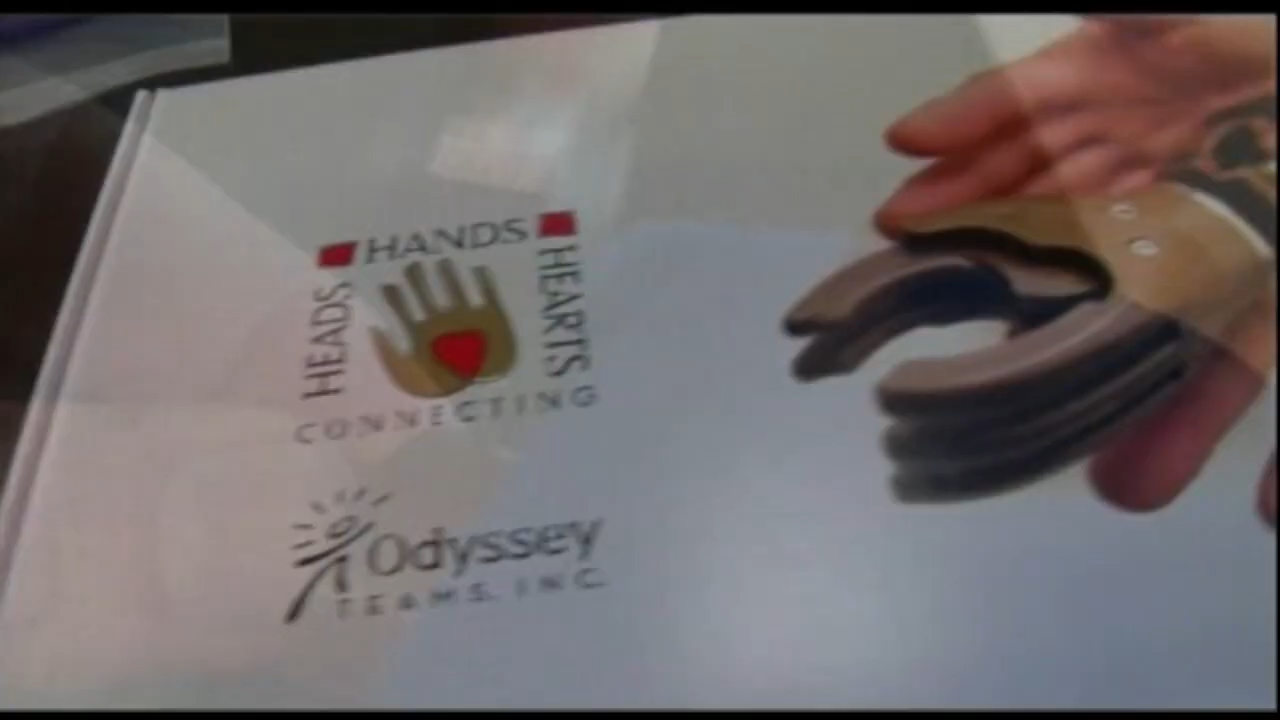 HEADS
HANDS
HEARTS
CONNECTING
Odyssey
TEAMS, INC.